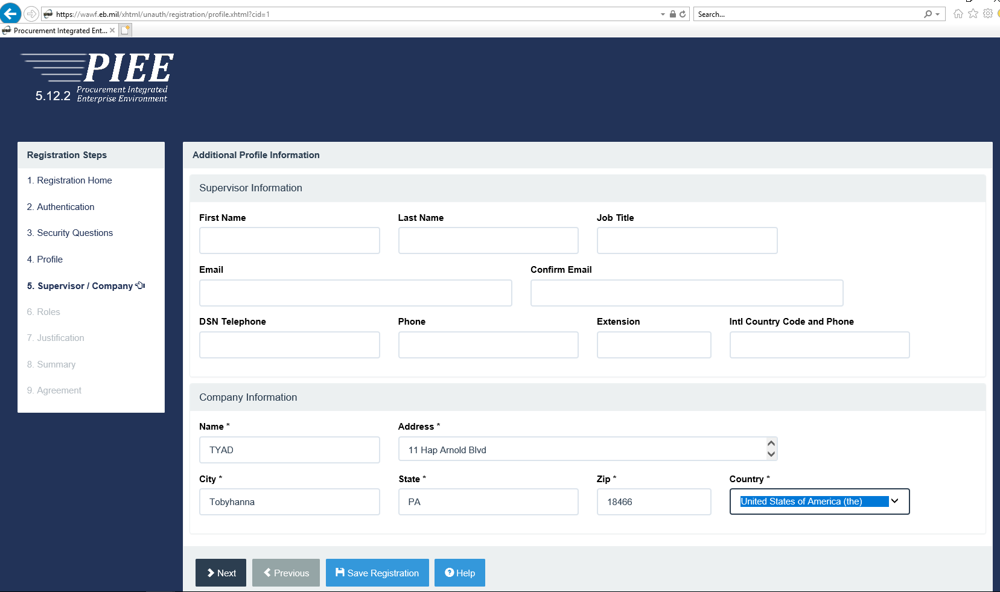 https://wawf.eb.mil/xhtml/unauth/registration/profile.xhtml?cid=1
Search...
Procurement Integrated Ent...
PIEE
5.12.2 Procurement Integrated
Enterprise Environment
Registration Steps
1. Registration Home
2. Authentication
3. Security Questions
4. Profile
5. Supervisor / Company
6. Roles
7. Justification
8. Summary
9. Agreement
Additional Profile Information
Supervisor Information
First Name Last Name Job Title
Email Confirm Email
DSN Telephone Phone Extension Intl Country Code and Phone
Company Information
Name * Address *
TYAD 11 Hap Arnold Blvd
City * State * Zip * Country *
Tobyhanna PA 18466 United States of America (the)
Next Previous Save Registration Help